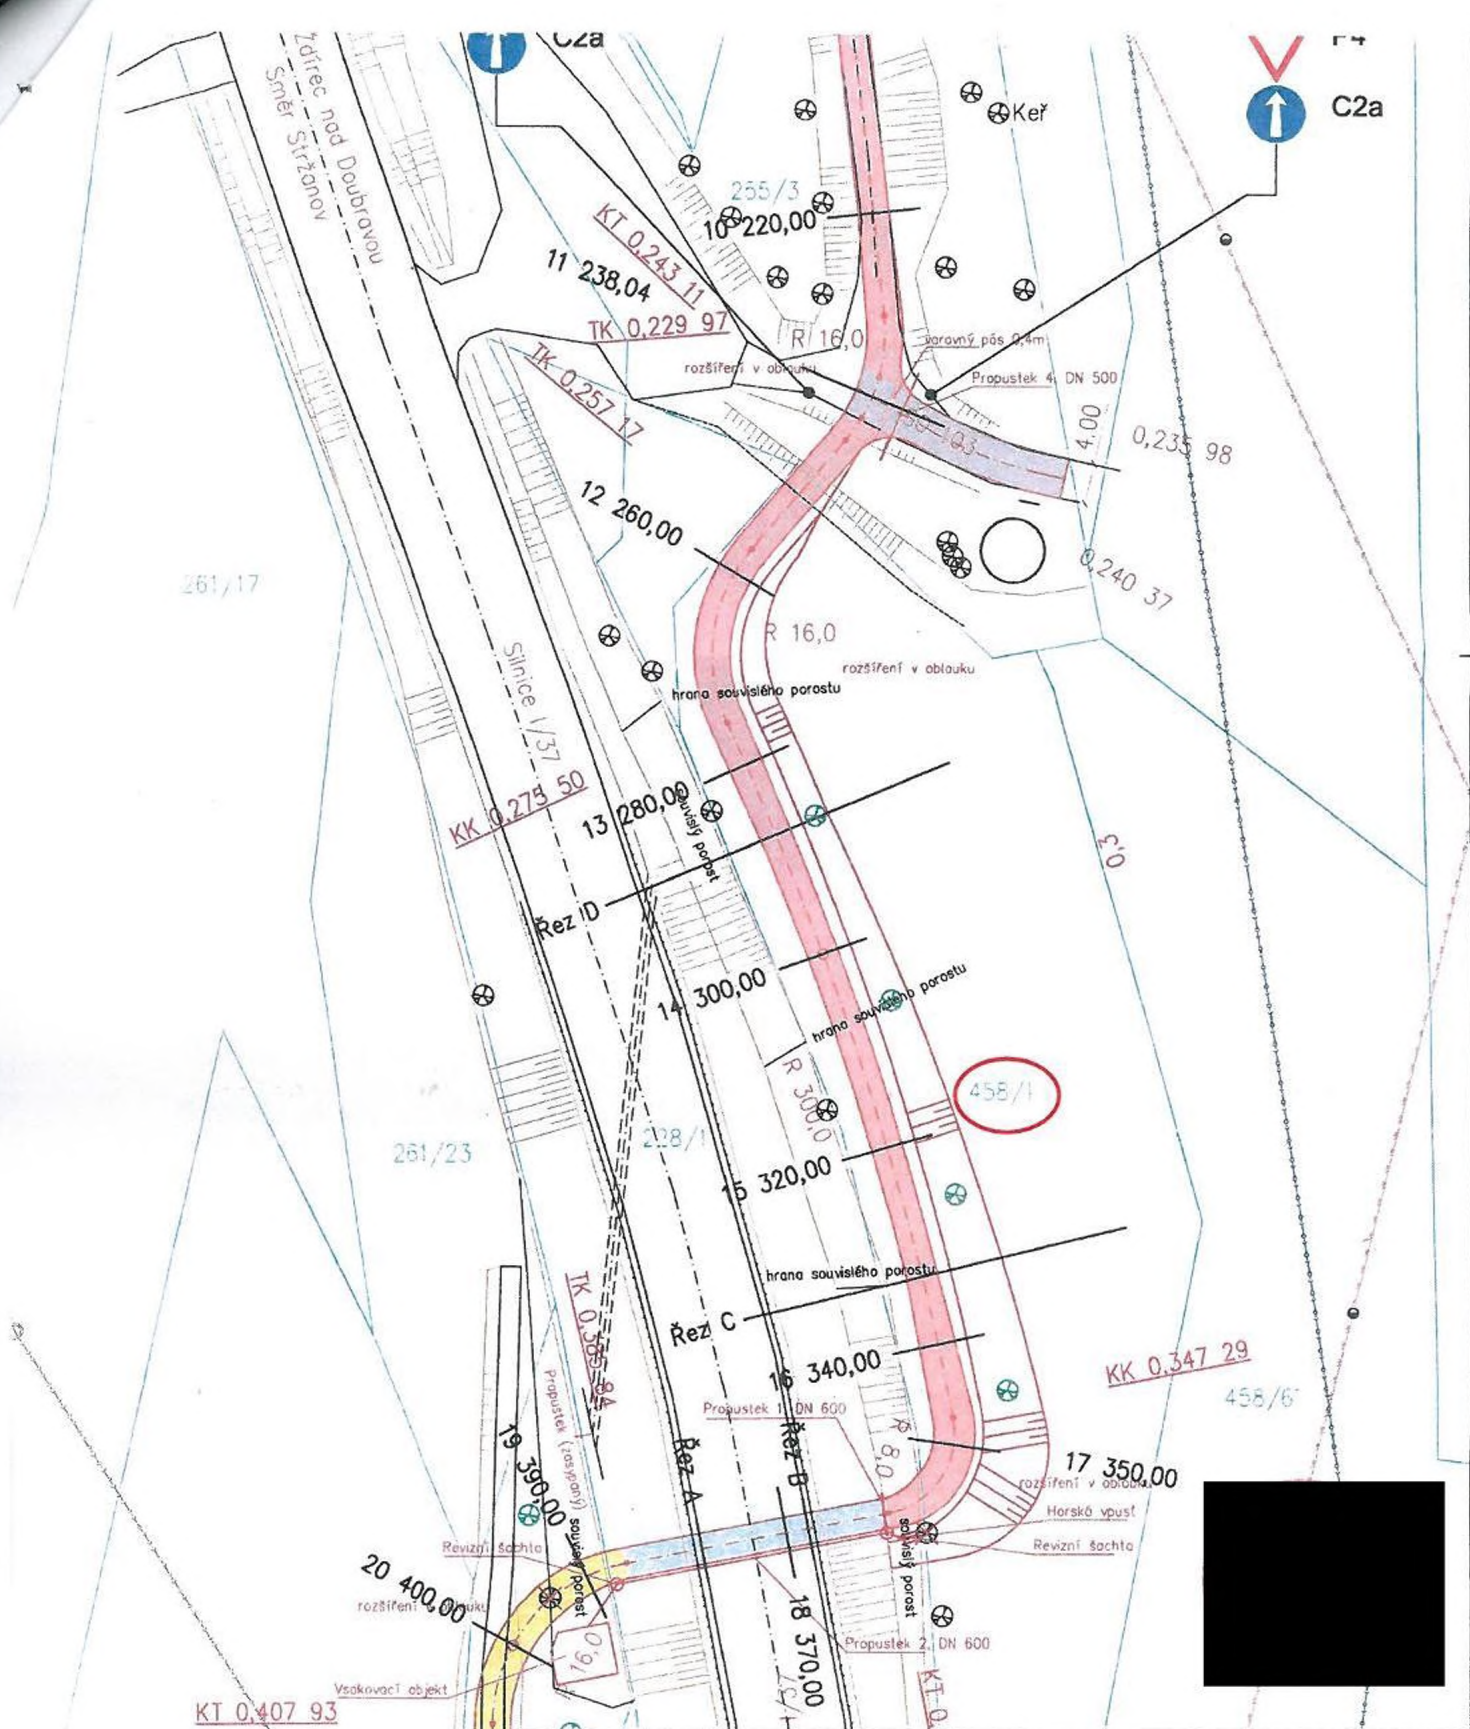 C2a
C2a
Keř
Ždírec nad Doubravou
Směr Stržanov
255/3
10 220,00
KT 0,243 11
11 238,04
TK 0,229 97
R 16,0
varovný pás 0,4m
rozšíření v oblouku
Propustek 4, DN 500
TK 0,257 17
4,00
0,235 98
12 260,00
0,240 37
261/17
R 16,0
rozšíření v oblouku
hrana souvislého porostu
Silnice I/37
KK 0,275 50
13 280,00
souvislý porost
0,3
Řez D
14 300,00
hrana souvislého porostu
R 300,0
458/1
261/23
228/1
15 320,00
hrana souvislého porostu
Řez C
16 340,00
KK 0,347 29
458/6
Propustek 1, DN 600
Propustek (zasypaný)
Řez A
Řez B
R 8,0
17 350,00
19 390,00
rozšíření v oblouku
Horská vpusť
Revizní šachta
Revizní šachta
souvislý porost
souvislý porost
20 400,00
rozšíření v oblouku
16,0
18 370,00
Propustek 2, DN 600
Vsakovací objekt
KT 0,407 93
KT 0,